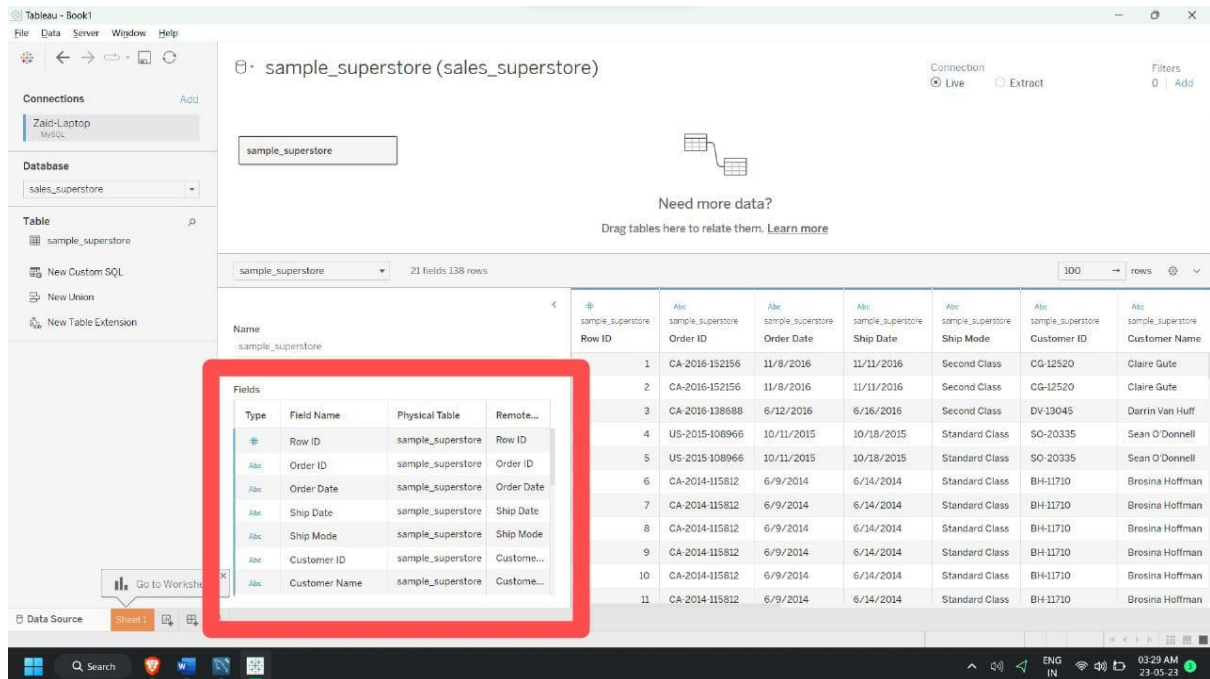 Tableau - Book1
File Data Server Window Help
Connections Add
Zaid-Laptop
MySQL
Database
sales_superstore
Table
sample_superstore
New Custom SQL
New Union
New Table Extension
sample_superstore (sales_superstore)
Connection
Live Extract
Filters
0 Add
sample_superstore
Need more data?
Drag tables here to relate them. Learn more
sample_superstore 21 fields 138 rows 100 → rows
Name
sample_superstore
Fields
Type Field Name Physical Table Remote...
# Row ID sample_superstore Row ID
Abc Order ID sample_superstore Order ID
Abc Order Date sample_superstore Order Date
Abc Ship Date sample_superstore Ship Date
Abc Ship Mode sample_superstore Ship Mode
Abc Customer ID sample_superstore Custome...
Abc Customer Name sample_superstore Custome...
# Abc Abc Abc Abc Abc Abc
sample_superstore sample_superstore sample_superstore sample_superstore sample_superstore sample_superstore sample_superstore
Row ID Order ID Order Date Ship Date Ship Mode Customer ID Customer Name
1 CA-2016-152156 11/8/2016 11/11/2016 Second Class CG-12520 Claire Gute
2 CA-2016-152156 11/8/2016 11/11/2016 Second Class CG-12520 Claire Gute
3 CA-2016-138688 6/12/2016 6/16/2016 Second Class DV-13045 Darrin Van Huff
4 US-2015-108966 10/11/2015 10/18/2015 Standard Class SO-20335 Sean O'Donnell
5 US-2015-108966 10/11/2015 10/18/2015 Standard Class SO-20335 Sean O'Donnell
6 CA-2014-115812 6/9/2014 6/14/2014 Standard Class BH-11710 Brosina Hoffman
7 CA-2014-115812 6/9/2014 6/14/2014 Standard Class BH-11710 Brosina Hoffman
8 CA-2014-115812 6/9/2014 6/14/2014 Standard Class BH-11710 Brosina Hoffman
9 CA-2014-115812 6/9/2014 6/14/2014 Standard Class BH-11710 Brosina Hoffman
10 CA-2014-115812 6/9/2014 6/14/2014 Standard Class BH-11710 Brosina Hoffman
11 CA-2014-115812 6/9/2014 6/14/2014 Standard Class BH-11710 Brosina Hoffman
Go to Workshe
Data Source Sheet 1
Search
ENG
IN
03:29 AM
23-05-23
3